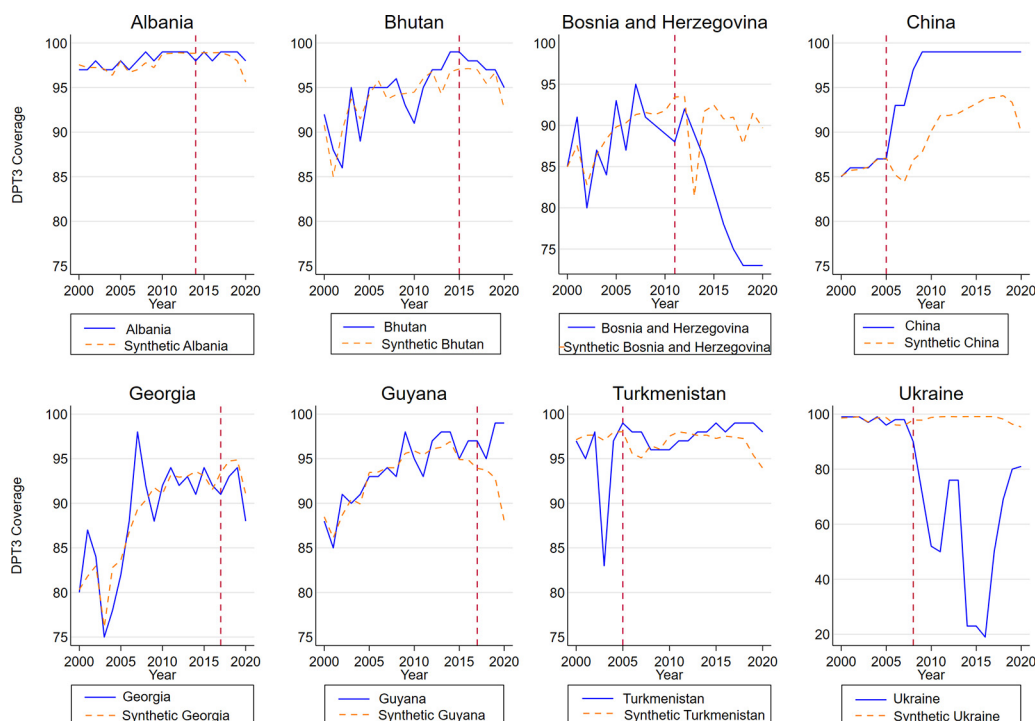 Albania
Bhutan
Bosnia and Herzegovina
China
DPT3 Coverage
100
95
90
85
80
75
2000 2005 2010 2015 2020
Year
Albania
Synthetic Albania
100
95
90
85
80
75
2000 2005 2010 2015 2020
Year
Bhutan
Synthetic Bhutan
100
95
90
85
80
75
2000 2005 2010 2015 2020
Year
Bosnia and Herzegovina
Synthetic Bosnia and Herzegovina
100
95
90
85
80
75
2000 2005 2010 2015 2020
Year
China
Synthetic China
Georgia
Guyana
Turkmenistan
Ukraine
DPT3 Coverage
100
95
90
85
80
75
2000 2005 2010 2015 2020
Year
Georgia
Synthetic Georgia
100
95
90
85
80
75
2000 2005 2010 2015 2020
Year
Guyana
Synthetic Guyana
100
95
90
85
80
75
2000 2005 2010 2015 2020
Year
Turkmenistan
Synthetic Turkmenistan
100
80
60
40
20
2000 2005 2010 2015 2020
Year
Ukraine
Synthetic Ukraine